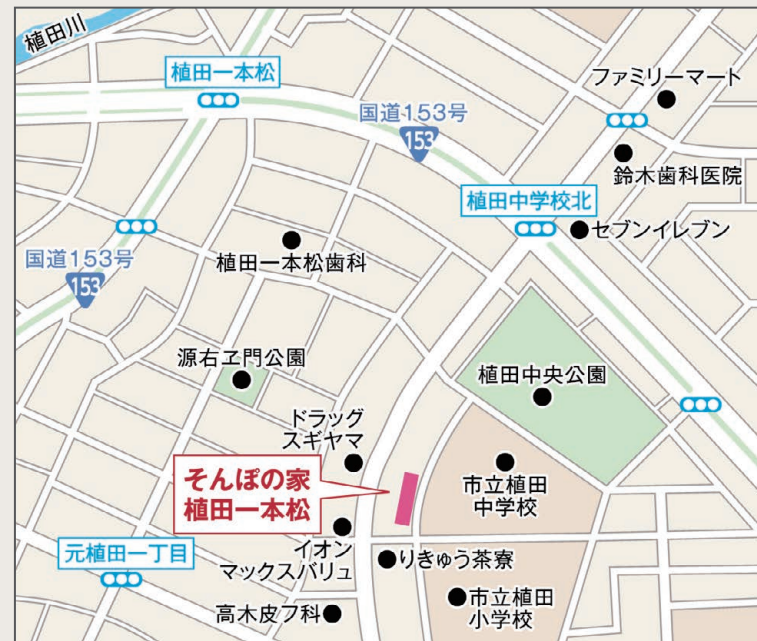 植田川
植田一本松
国道153号
153
ファミリーマート
鈴木歯科医院
植田中学校北
セブンイレブン
植田一本松歯科
国道153号
153
源右ヱ門公園
植田中央公園
ドラッグ
スギヤマ
そんぽの家
植田一本松
市立植田
中学校
イオン
マックスバリュ
りきゅう茶寮
元植田一丁目
高木皮フ科
市立植田
小学校